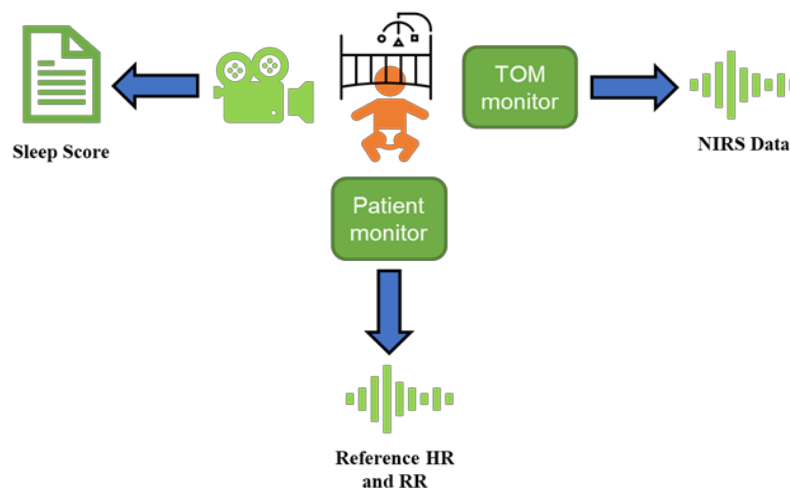 TOM
monitor
Sleep Score
NIRS Data
Patient
monitor
Reference HR
and RR